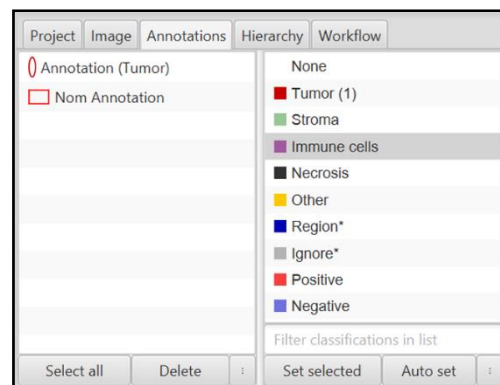 Project Image Annotations Hierarchy Workflow
Annotation (Tumor)
Nom Annotation
None
Tumor (1)
Stroma
Immune cells
Necrosis
Other
Region*
Ignore*
Positive
Negative
Filter classifications in list
Select all Delete ⋮ Set selected Auto set ⋮